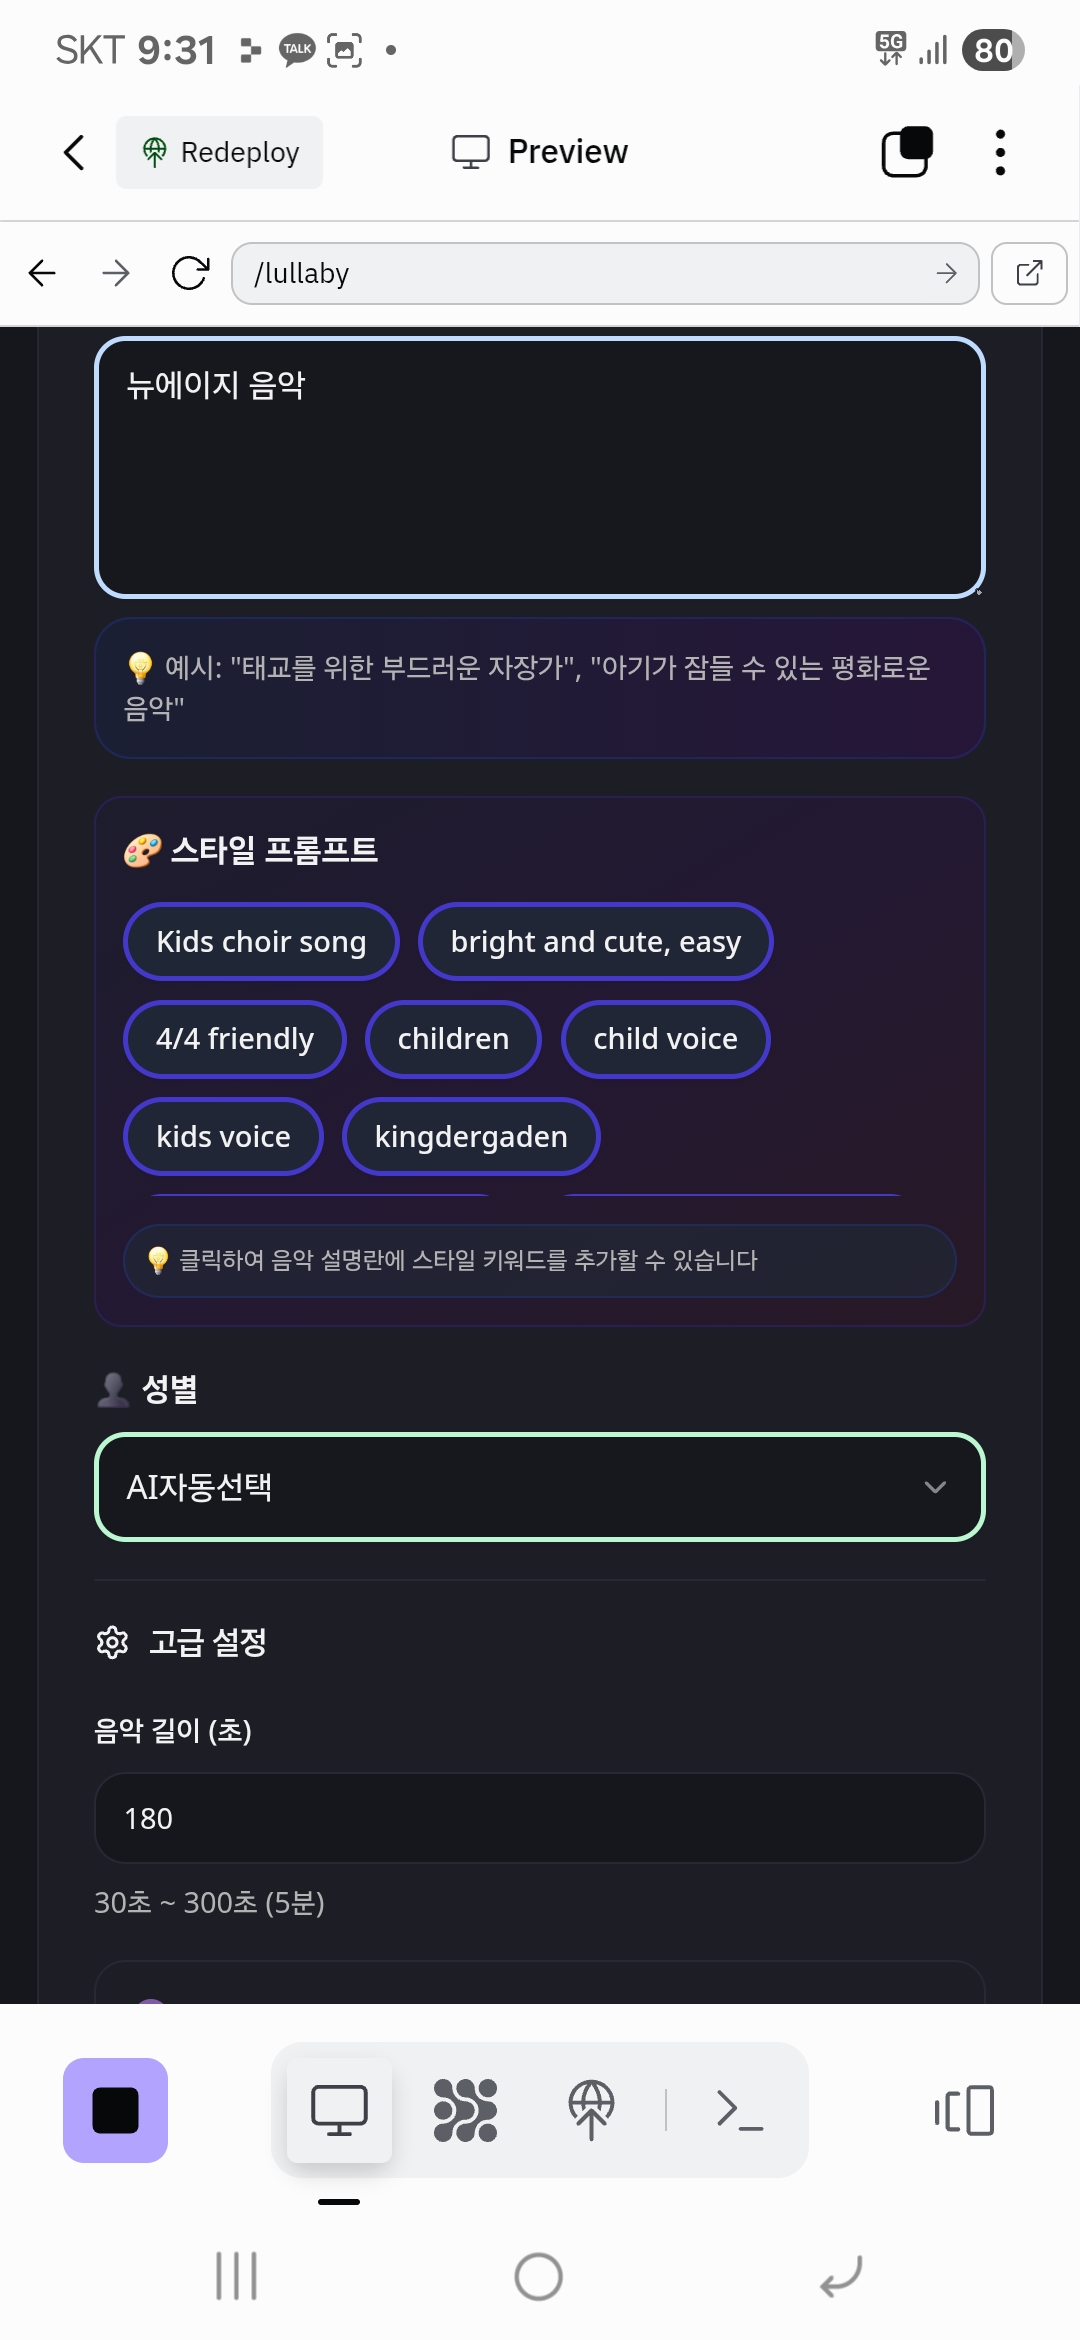 SKT 9:31 TALK 5G 80
Redeploy Preview
/lullaby
뉴에이지 음악
예시: "태교를 위한 부드러운 자장가", "아기가 잠들 수 있는 평화로운
음악"
스타일 프롬프트
Kids choir song bright and cute, easy
4/4 friendly children child voice
kids voice kingdergaden
클릭하여 음악 설명란에 스타일 키워드를 추가할 수 있습니다
성별
AI자동선택
고급 설정
음악 길이 (초)
180
30초 ~ 300초 (5분)